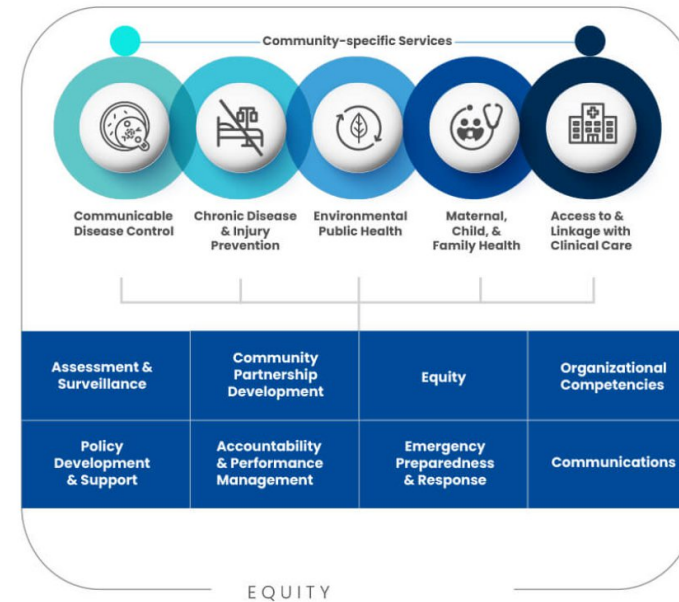 Community-specific Services
Communicable
Disease Control
Chronic Disease
& Injury
Prevention
Environmental
Public Health
Maternal,
Child, &
Family Health
Access to &
Linkage with
Clinical Care
Assessment &
Surveillance
Community
Partnership
Development
Equity
Organizational
Competencies
Policy
Development
& Support
Accountability
& Performance
Management
Emergency
Preparedness
& Response
Communications
EQUITY